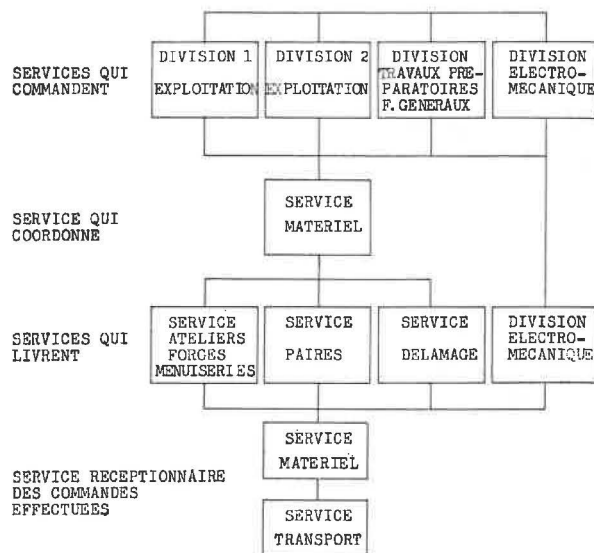 SERVICES QUI
COMMANDENT
DIVISION 1
EXPLOITATION
DIVISION 2
EXPLOITATION
DIVISION
TRAVAUX PRE-
PARATOIRES
F.GENERAUX
DIVISION
ELECTRO-
MECANIQUE
SERVICE QUI
COORDONNE
SERVICE
MATERIEL
SERVICES QUI
LIVRENT
SERVICE
ATELIERS
FORGES
MENUISERIES
SERVICE
PAIRES
SERVICE
DELAMAGE
DIVISION
ELECTRO-
MECANIQUE
SERVICE RECEPTIONNAIRE
DES COMMANDES
EFFECTUEES
SERVICE
MATERIEL
SERVICE
TRANSPORT